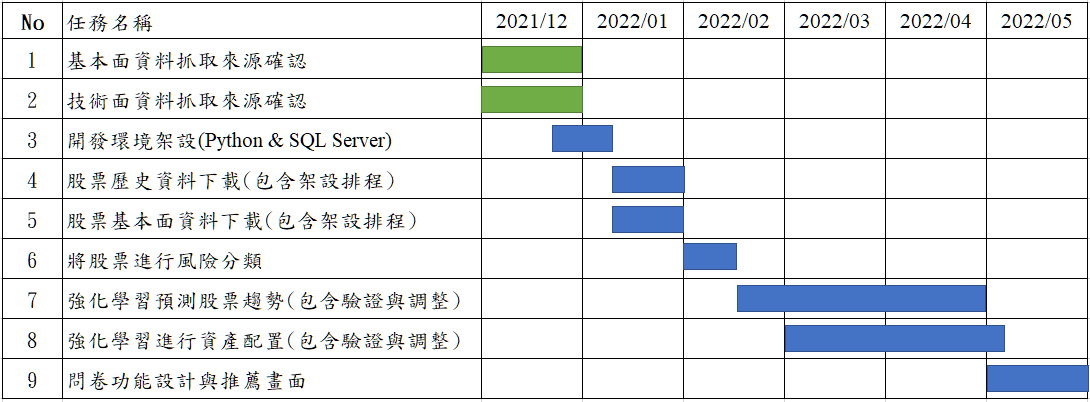 No 任務名稱 2021/12 2022/01 2022/02 2022/03 2022/04 2022/05
1 基本面資料抓取來源確認
2 技術面資料抓取來源確認
3 開發環境架設(Python & SQL Server)
4 股票歷史資料下載(包含架設排程)
5 股票基本面資料下載(包含架設排程)
6 將股票進行風險分類
7 強化學習預測股票趨勢(包含驗證與調整)
8 強化學習進行資產配置(包含驗證與調整)
9 問卷功能設計與推薦畫面